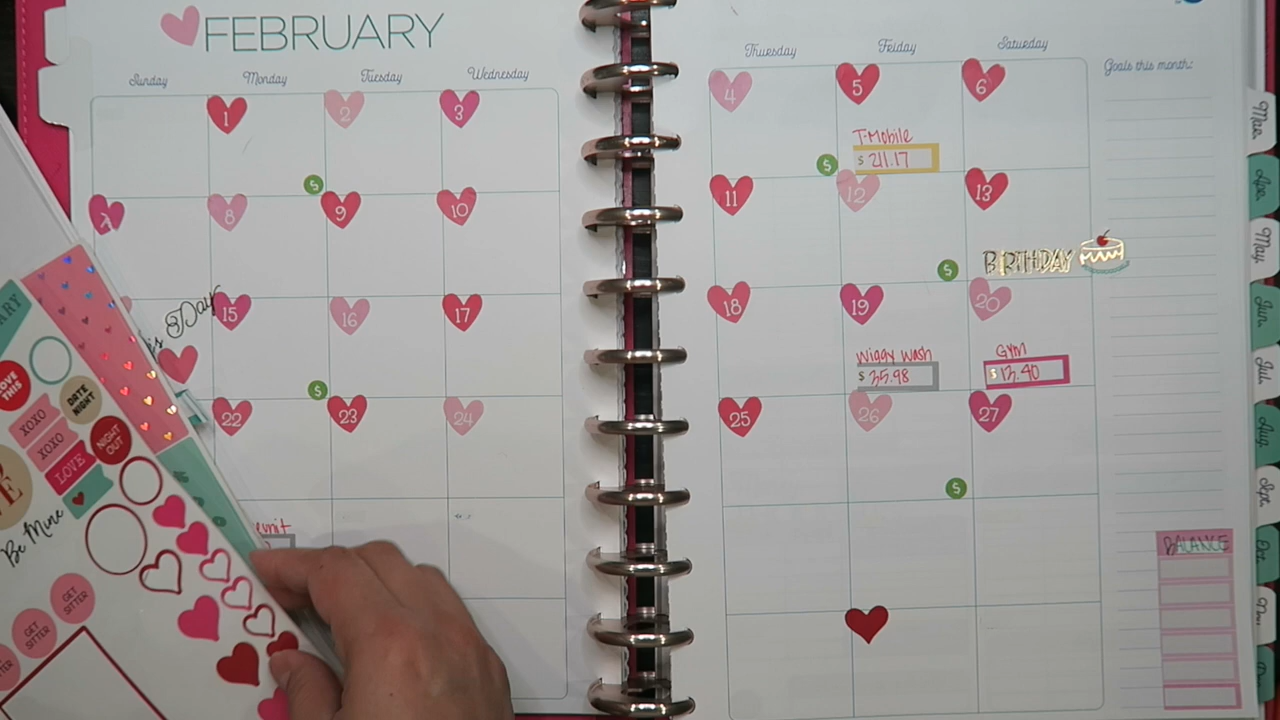 FEBRUARY
Sunday Monday Tuesday Wednesday Thursday Friday Saturday
Goals this month:
1 2 3 4 5 6
T-Mobile
$ 211.17
$ $
8 9 10 11 12 13
BIRTHDAY
$
is Day
15 16 17 18 19 20
Wiggy Wash
$ 35.98
Gym
$ 13.40
$
22 23 24 25 26 27
$
BALANCE
Mar.
Apr.
May
Jun.
Jul.
Aug.
Sept.
Oct.
Nov.
LOVE THIS
DATE NIGHT
XOXO
XOXO
NIGHT OUT
LOVE
Be Mine
GET SITTER
GET SITTER